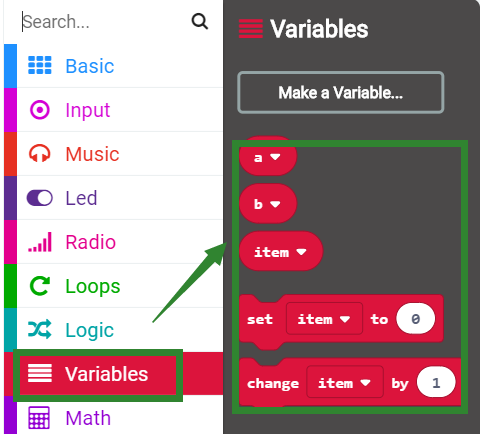 Search...
Basic
Input
Music
Led
Radio
Loops
Logic
Variables
Math
Variables
Make a Variable...
a
b
item
set item to 0
change item by 1